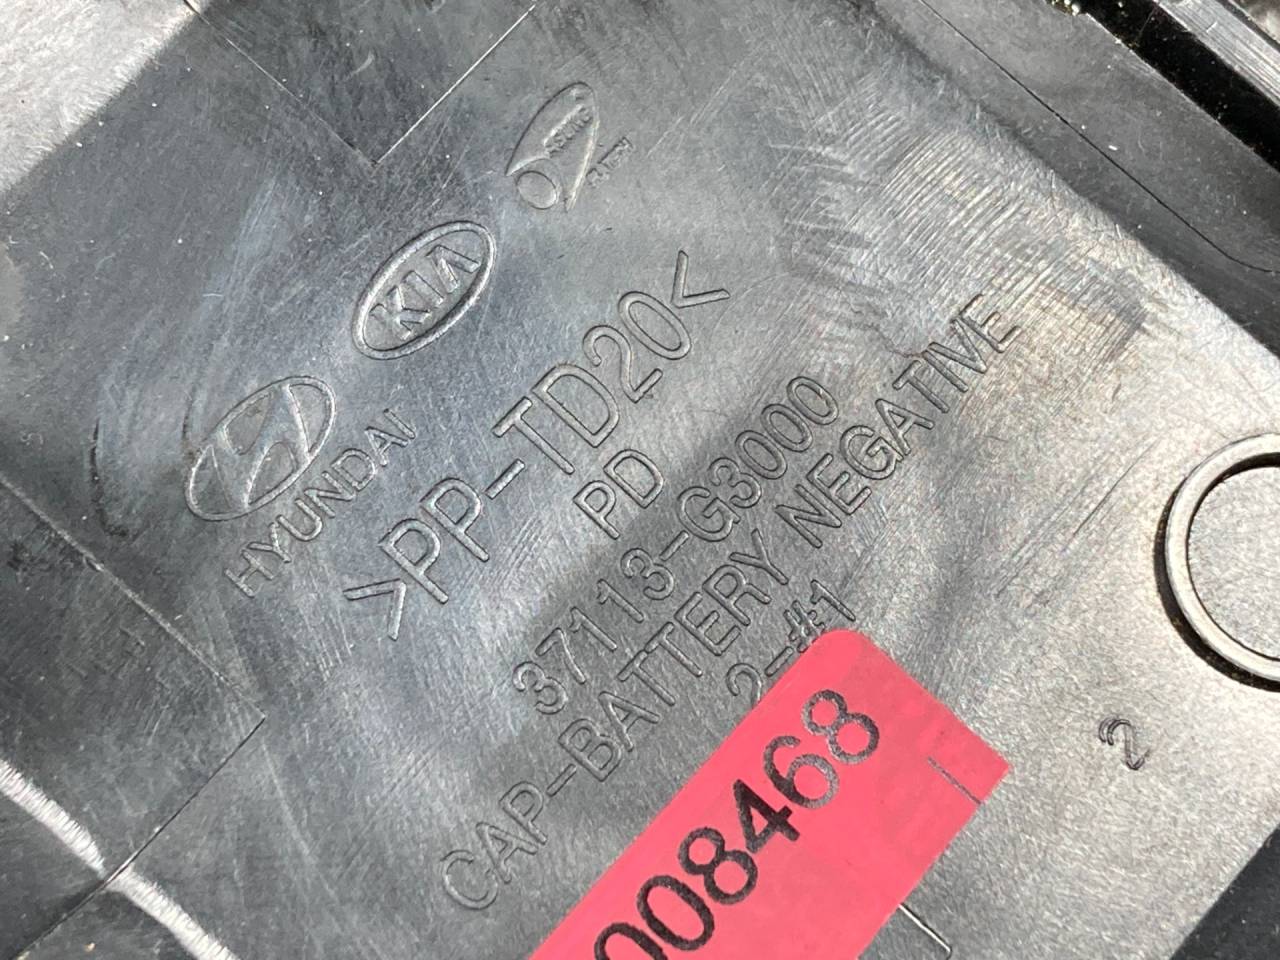 KIA
HYUNDAI
>PP-TD20<
PD
37113-G3000
CAP-BATTERY NEGATIVE
2-#1
008468
2